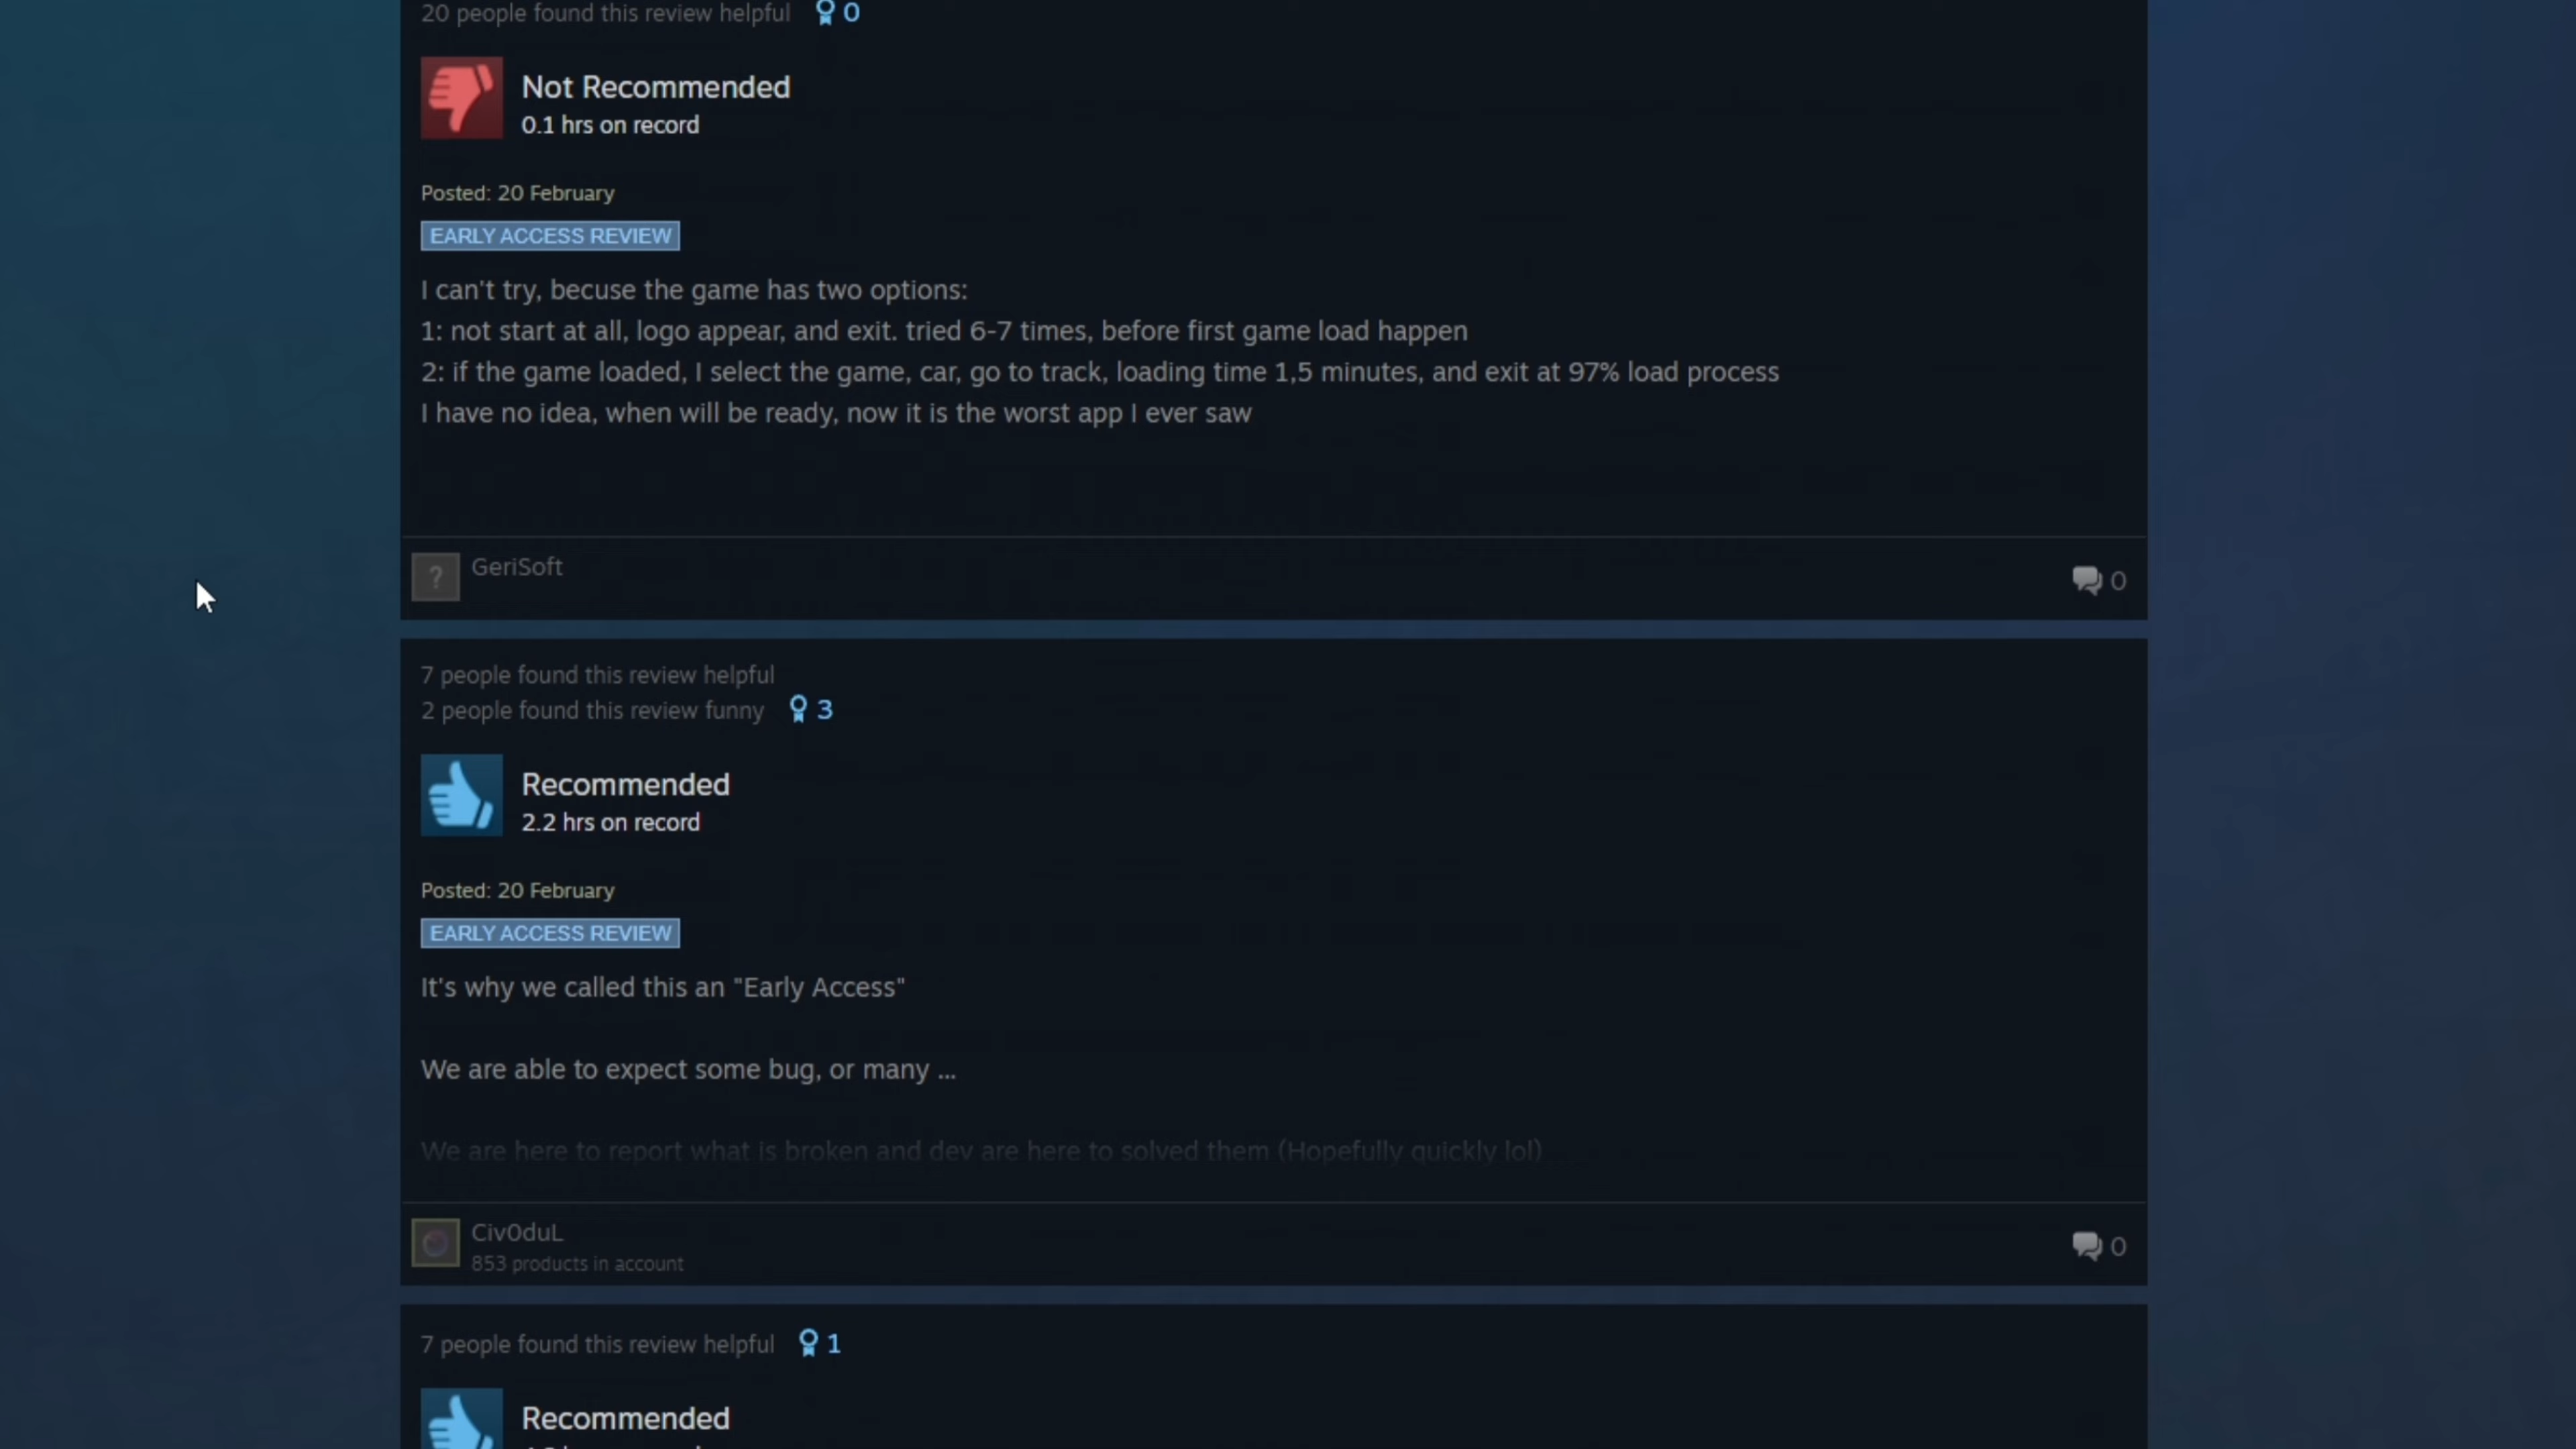 20 people found this review helpful 0
Not Recommended
0.1 hrs on record
Posted: 20 February
EARLY ACCESS REVIEW
I can't try, becuse the game has two options:
1: not start at all, logo appear, and exit. tried 6-7 times, before first game load happen
2: if the game loaded, I select the game, car, go to track, loading time 1,5 minutes, and exit at 97% load process
I have no idea, when will be ready, now it is the worst app I ever saw
? GeriSoft 0
7 people found this review helpful
2 people found this review funny 3
Recommended
2.2 hrs on record
Posted: 20 February
EARLY ACCESS REVIEW
It's why we called this an "Early Access"
We are able to expect some bug, or many ...
We are here to report what is broken and dev are here to solved them (Hopefully quickly lol)
Civ0duL
853 products in account 0
7 people found this review helpful 1
Recommended